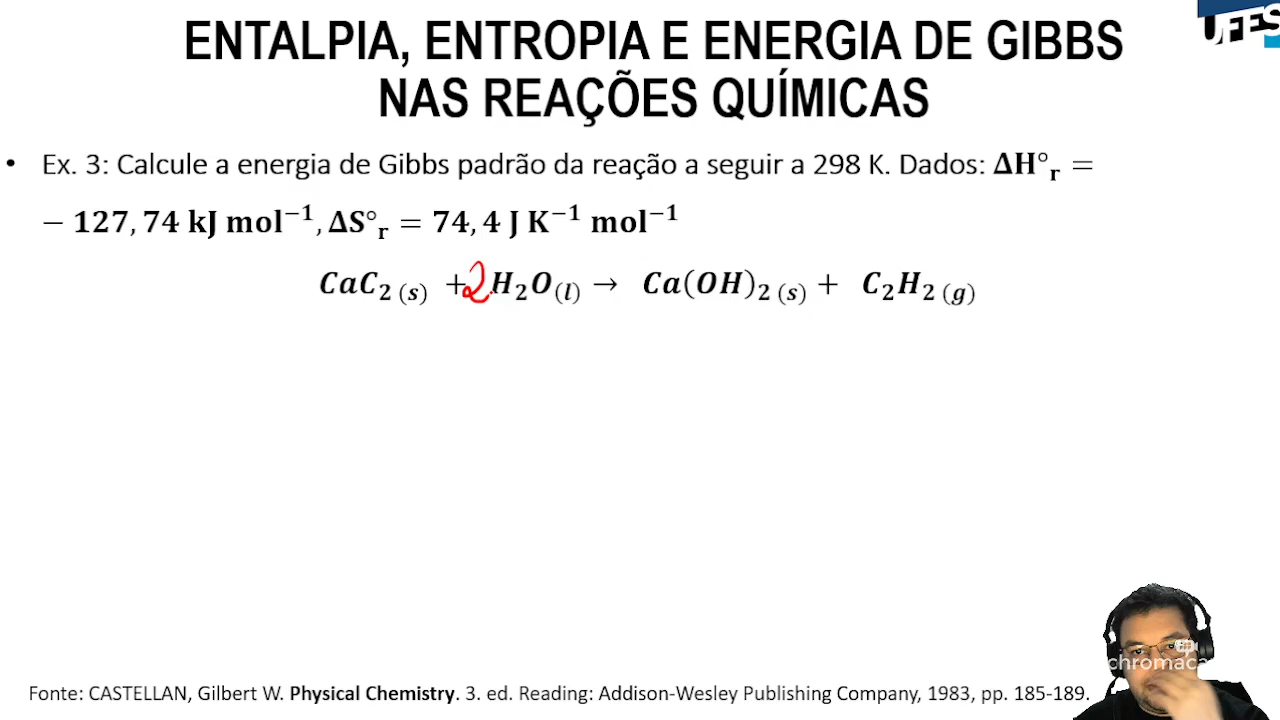 ENTALPIA, ENTROPIA E ENERGIA DE GIBBS
NAS REAÇÕES QUÍMICAS
UFES
• Ex. 3: Calcule a energia de Gibbs padrão da reação a seguir a 298 K. Dados: ΔH°ᵣ =
− 127,74 kJ mol⁻¹, ΔS°ᵣ = 74,4 J K⁻¹ mol⁻¹
CaC₂ (s) + 2 H₂O(l) → Ca(OH)₂ (s) + C₂H₂ (g)
chromaca
Fonte: CASTELLAN, Gilbert W. Physical Chemistry. 3. ed. Reading: Addison-Wesley Publishing Company, 1983, pp. 185-189.